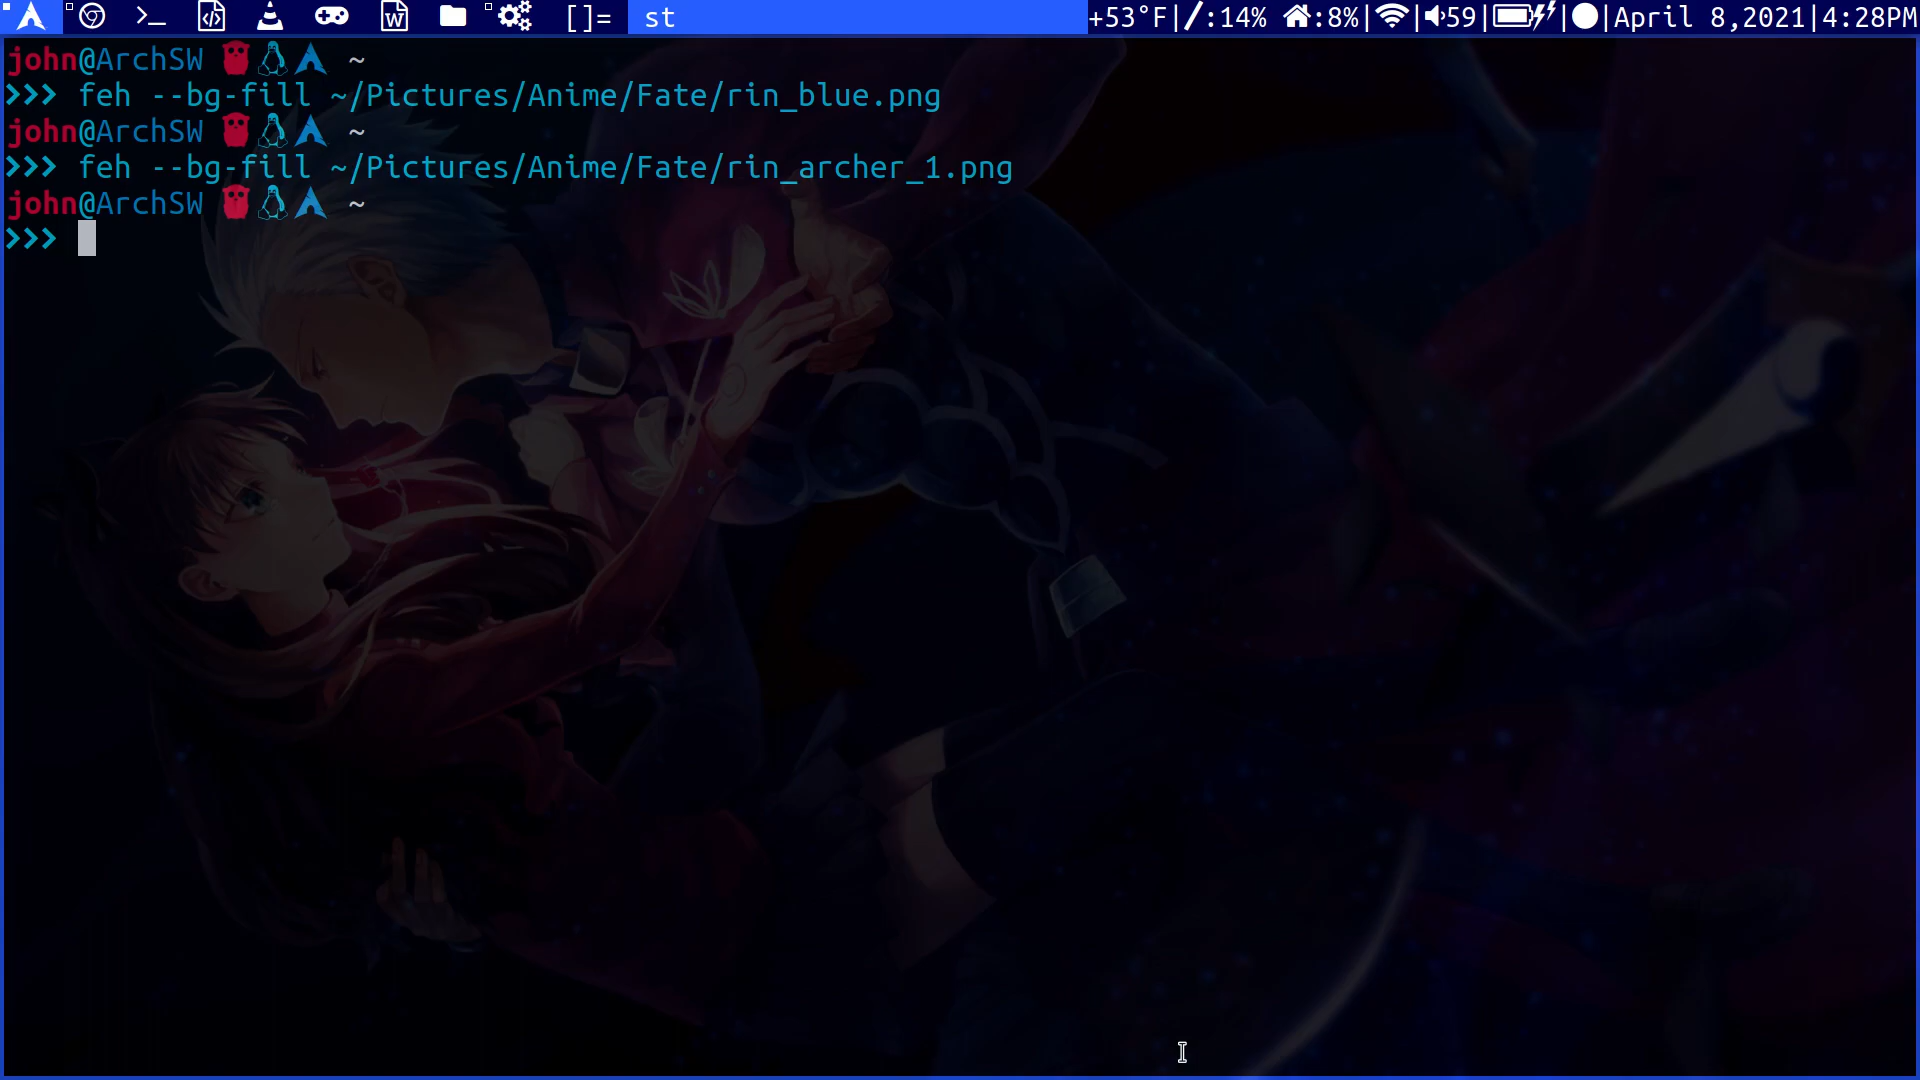 []= st +53°F|/:14% :8%| |59| | |April 8,2021|4:28PM
john@ArchSW ~
>>> feh --bg-fill ~/Pictures/Anime/Fate/rin_blue.png
john@ArchSW ~
>>> feh --bg-fill ~/Pictures/Anime/Fate/rin_archer_1.png
john@ArchSW ~
>>>